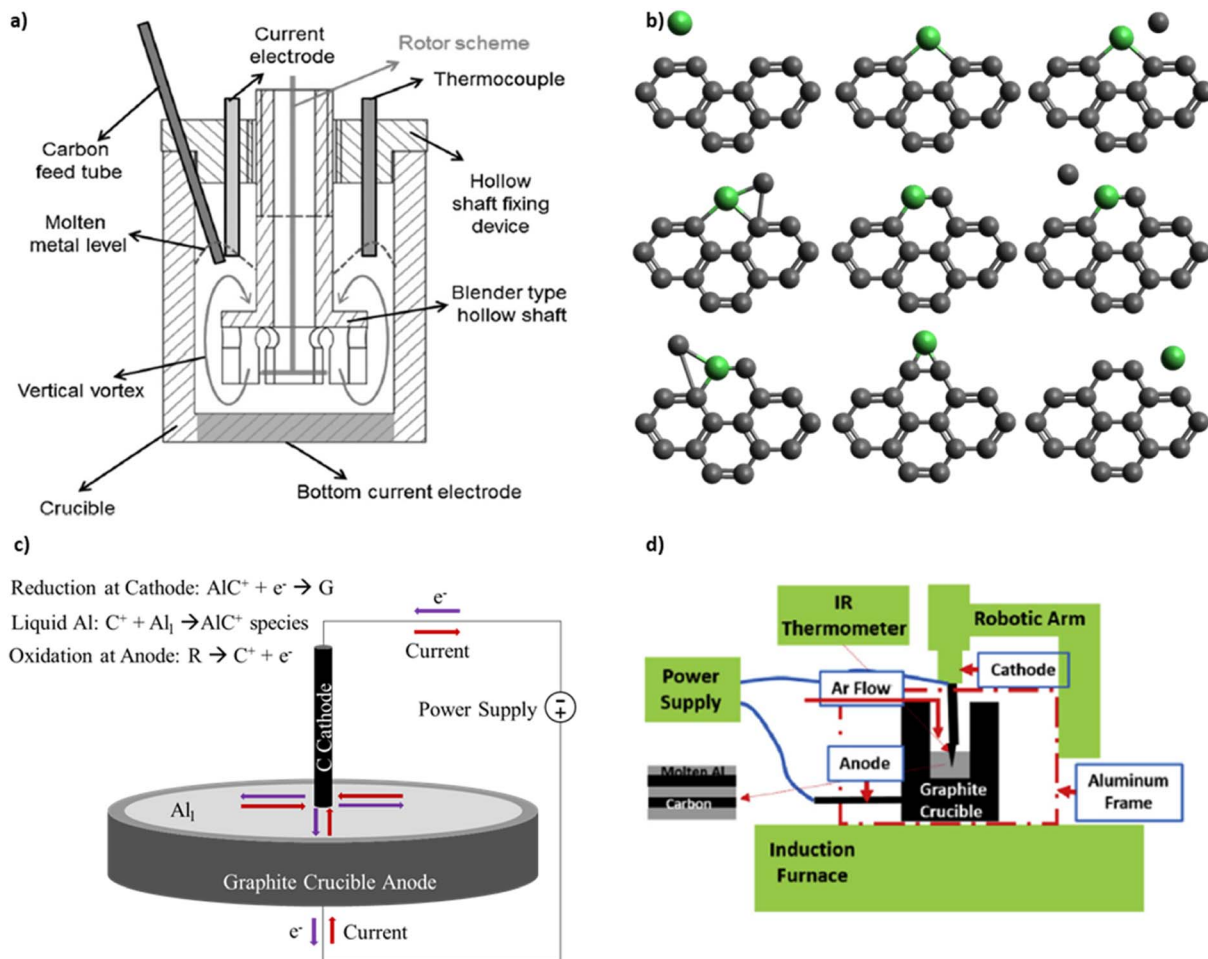 a)
Current
electrode
Rotor scheme
Thermocouple
Carbon
feed tube
Molten
metal level
Hollow
shaft fixing
device
Blender type
hollow shaft
Vertical vortex
Crucible
Bottom current electrode
b)
c)
Reduction at Cathode: AlC⁺ + e⁻ → G
Liquid Al: C⁺ + Alₗ → AlC⁺ species
Oxidation at Anode: R → C⁺ + e⁻
e⁻
Current
C Cathode
Power Supply
− +
Alₗ
Graphite Crucible Anode
e⁻
Current
d)
IR
Thermometer
Robotic Arm
Power
Supply
Ar Flow
Cathode
Anode
Molten Al
Carbon
Graphite
Crucible
Aluminum
Frame
Induction
Furnace